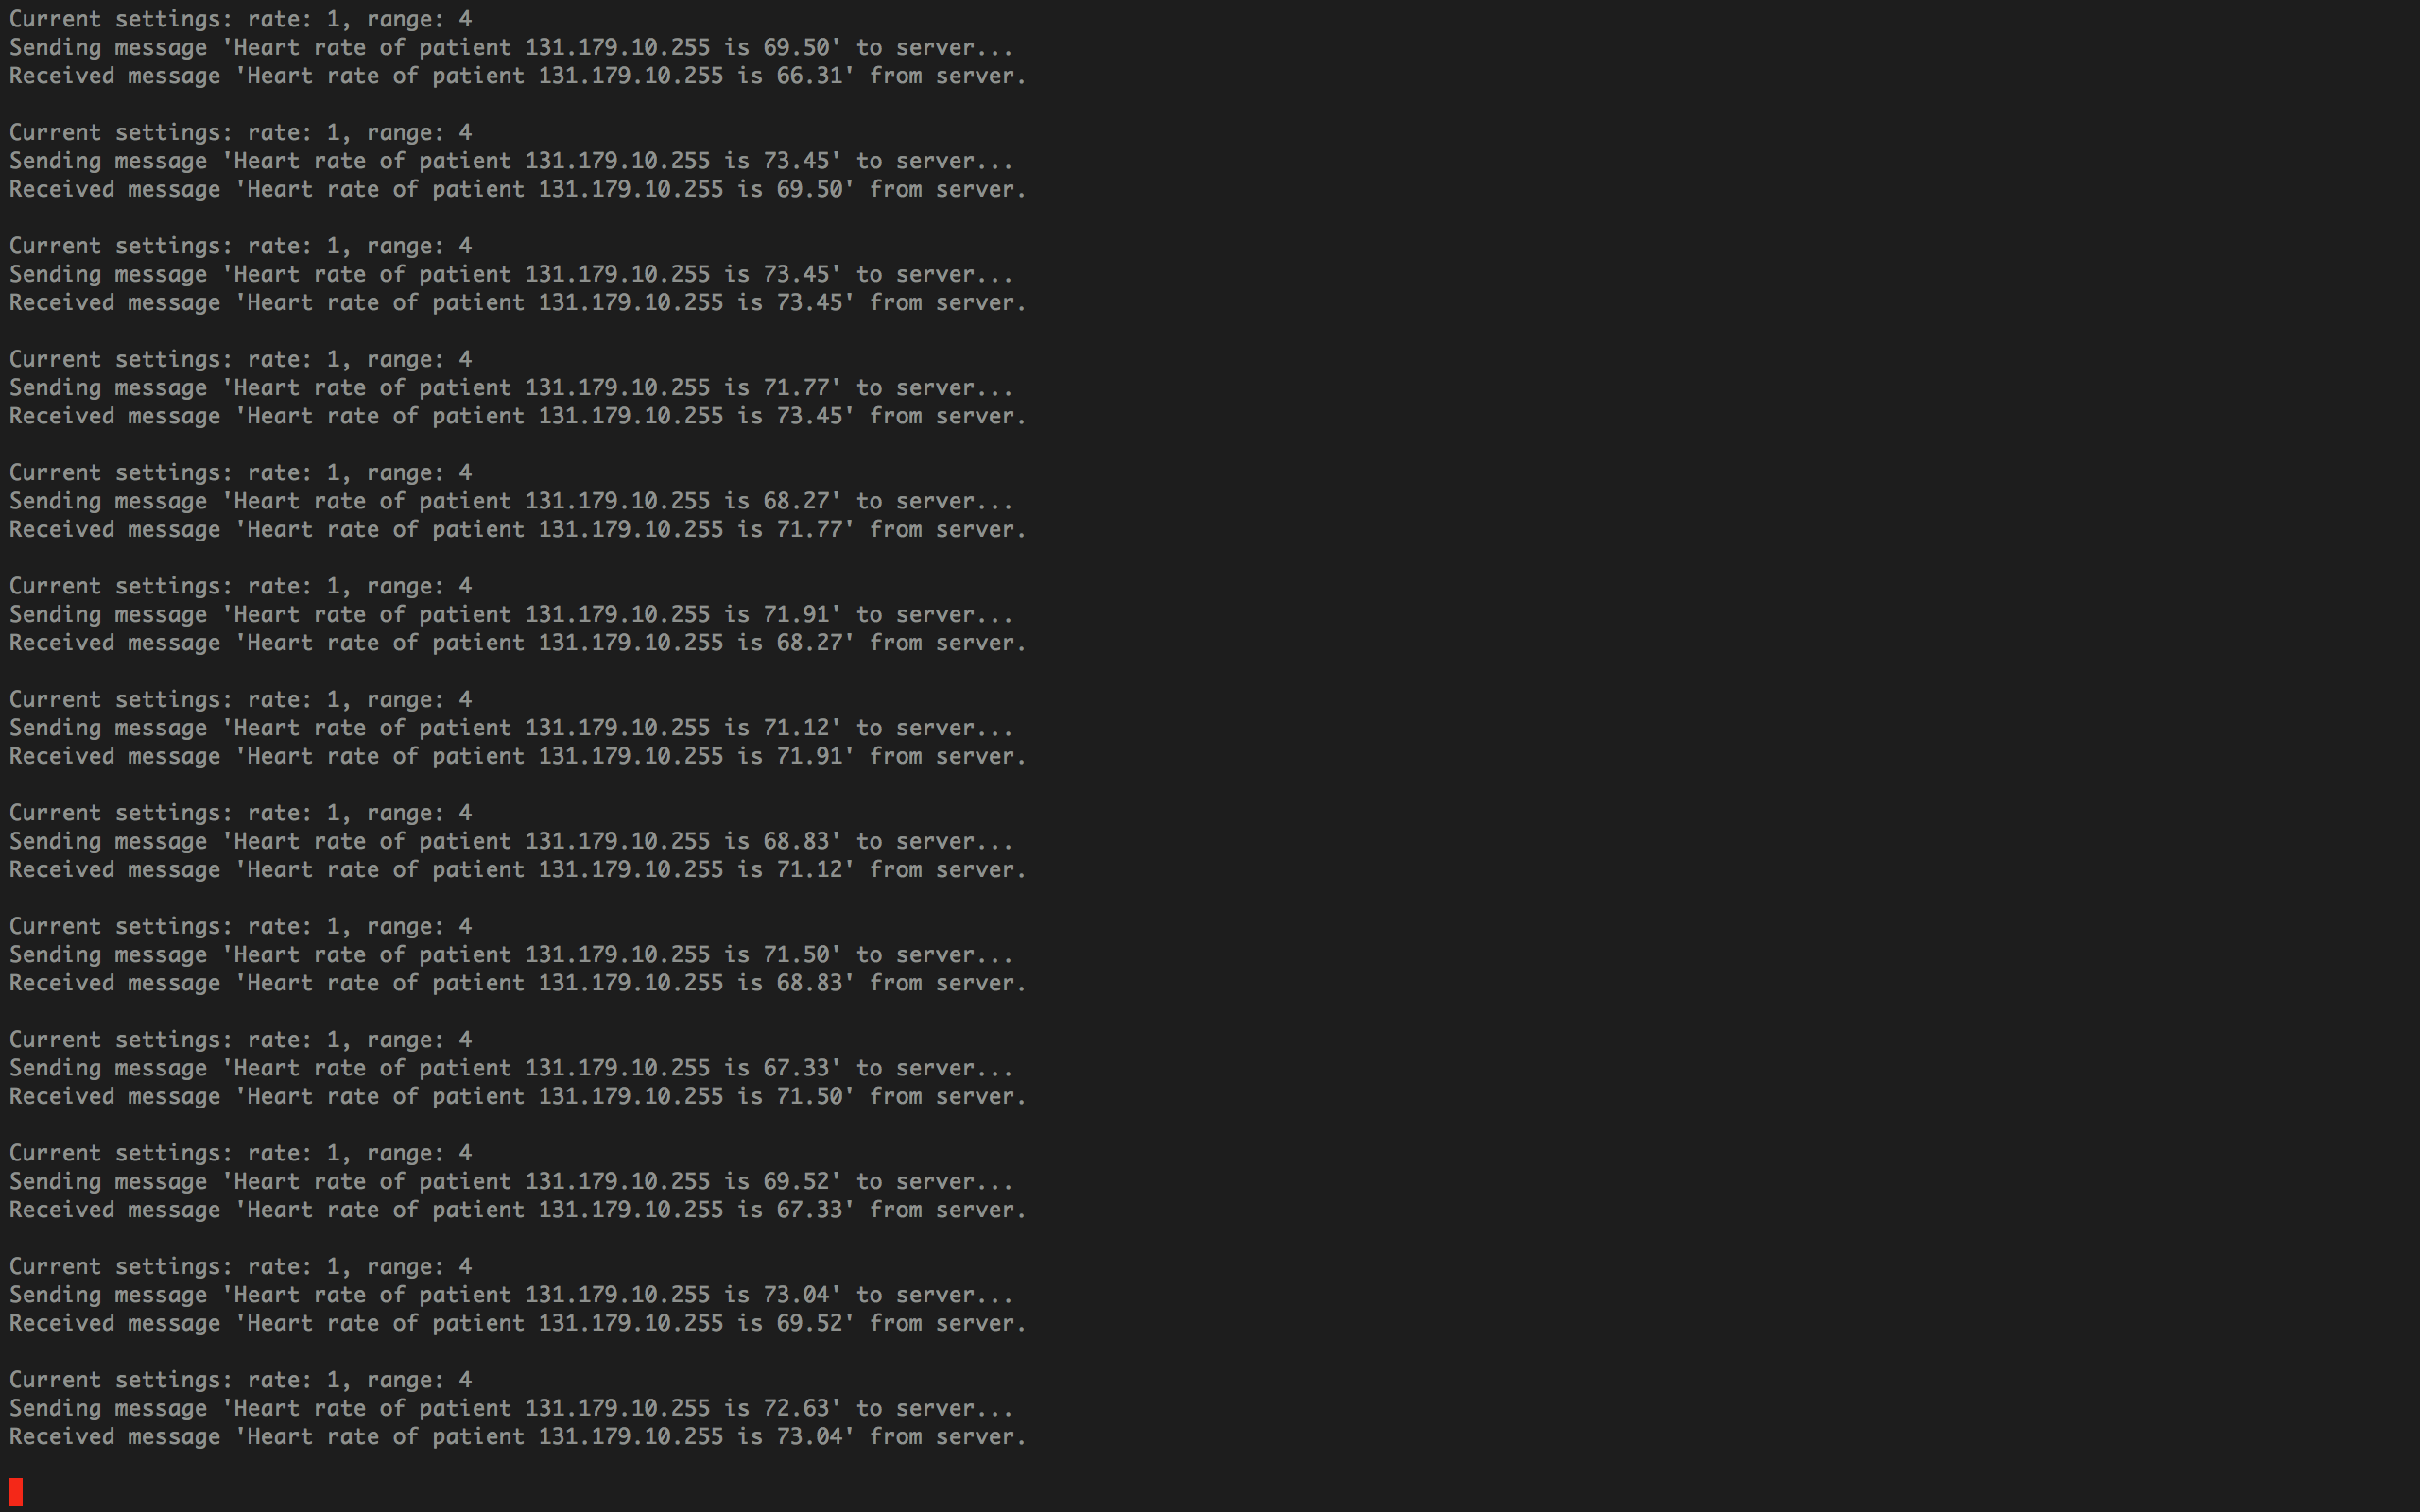 Current settings: rate: 1, range: 4
Sending message 'Heart rate of patient 131.179.10.255 is 69.50' to server...
Received message 'Heart rate of patient 131.179.10.255 is 66.31' from server.
Current settings: rate: 1, range: 4
Sending message 'Heart rate of patient 131.179.10.255 is 73.45' to server...
Received message 'Heart rate of patient 131.179.10.255 is 69.50' from server.
Current settings: rate: 1, range: 4
Sending message 'Heart rate of patient 131.179.10.255 is 73.45' to server...
Received message 'Heart rate of patient 131.179.10.255 is 73.45' from server.
Current settings: rate: 1, range: 4
Sending message 'Heart rate of patient 131.179.10.255 is 71.77' to server...
Received message 'Heart rate of patient 131.179.10.255 is 73.45' from server.
Current settings: rate: 1, range: 4
Sending message 'Heart rate of patient 131.179.10.255 is 68.27' to server...
Received message 'Heart rate of patient 131.179.10.255 is 71.77' from server.
Current settings: rate: 1, range: 4
Sending message 'Heart rate of patient 131.179.10.255 is 71.91' to server...
Received message 'Heart rate of patient 131.179.10.255 is 68.27' from server.
Current settings: rate: 1, range: 4
Sending message 'Heart rate of patient 131.179.10.255 is 71.12' to server...
Received message 'Heart rate of patient 131.179.10.255 is 71.91' from server.
Current settings: rate: 1, range: 4
Sending message 'Heart rate of patient 131.179.10.255 is 68.83' to server...
Received message 'Heart rate of patient 131.179.10.255 is 71.12' from server.
Current settings: rate: 1, range: 4
Sending message 'Heart rate of patient 131.179.10.255 is 71.50' to server...
Received message 'Heart rate of patient 131.179.10.255 is 68.83' from server.
Current settings: rate: 1, range: 4
Sending message 'Heart rate of patient 131.179.10.255 is 67.33' to server...
Received message 'Heart rate of patient 131.179.10.255 is 71.50' from server.
Current settings: rate: 1, range: 4
Sending message 'Heart rate of patient 131.179.10.255 is 69.52' to server...
Received message 'Heart rate of patient 131.179.10.255 is 67.33' from server.
Current settings: rate: 1, range: 4
Sending message 'Heart rate of patient 131.179.10.255 is 73.04' to server...
Received message 'Heart rate of patient 131.179.10.255 is 69.52' from server.
Current settings: rate: 1, range: 4
Sending message 'Heart rate of patient 131.179.10.255 is 72.63' to server...
Received message 'Heart rate of patient 131.179.10.255 is 73.04' from server.